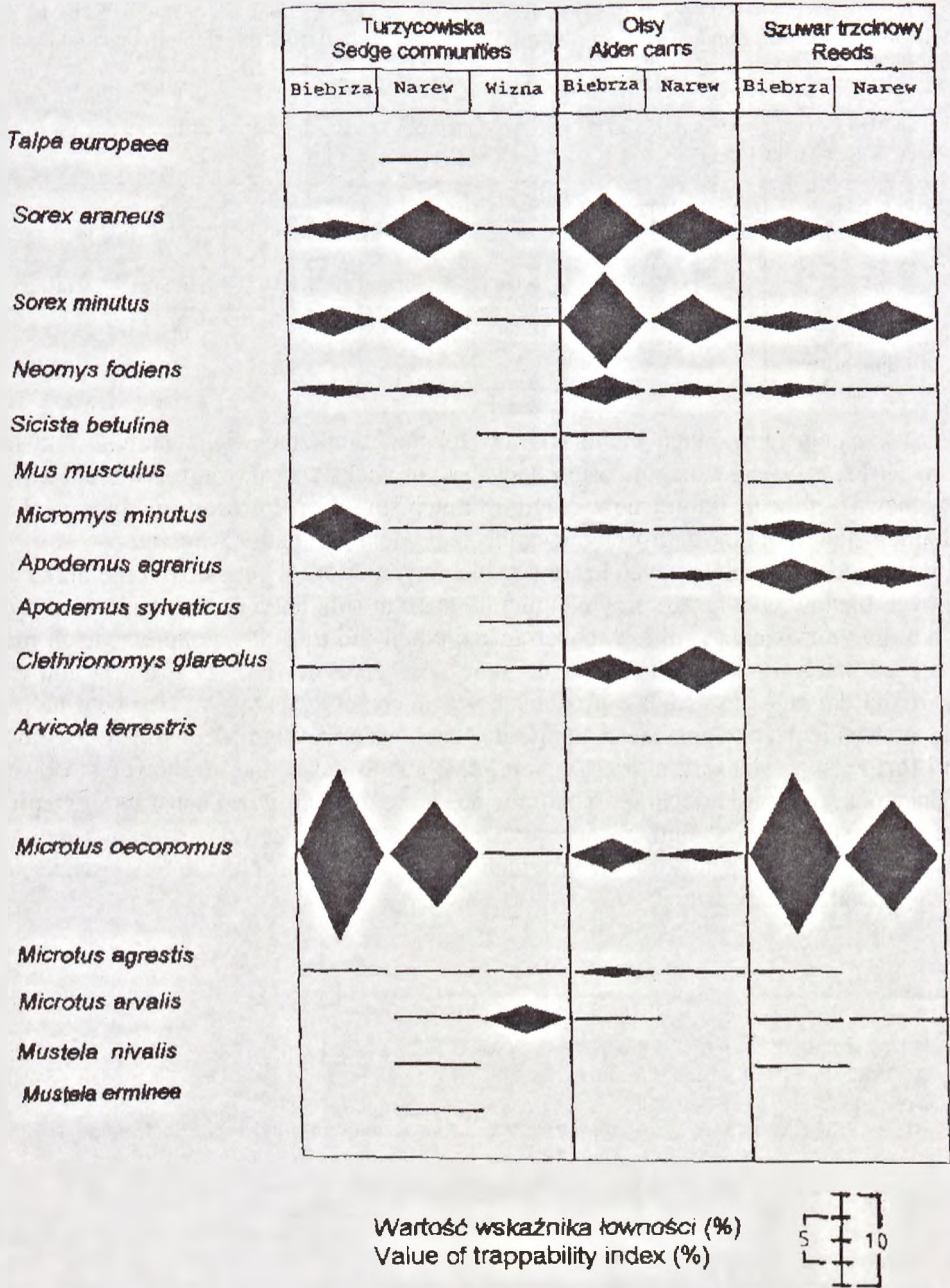 Turzycowiska
Sedge communities
Olsy
Alder carrs
Szuwar trzcinowy
Reeds
Biebrza Narew Wizna Biebrza Narew Biebrza Narew
Talpa europaea
Sorex araneus
Sorex minutus
Neomys fodiens
Sicista betulina
Mus musculus
Micromys minutus
Apodemus agrarius
Apodemus sylvaticus
Clethrionomys glareolus
Arvicola terrestris
Microtus oeconomus
Microtus agrestis
Microtus arvalis
Mustela nivalis
Mustela erminea
Wartość wskaźnika łowności (%)
Value of trappability index (%)
5 10